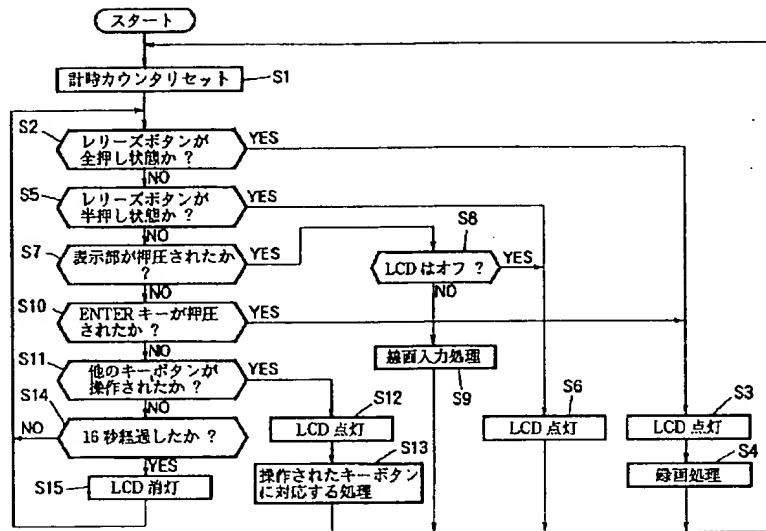 スタート
計時カウンタリセット
S1
S2
レリーズボタンが
全押し状態か？
YES
NO
S5
レリーズボタンが
半押し状態か？
YES
NO
S7
表示部が押圧されたか
？
YES
S8
LCDはオフ？
YES
NO
NO
S10
ENTERキーが押圧
されたか？
YES
NO
線画入力処理
S9
S11
他のキーボタンが
操作されたか？
YES
NO
S12
LCD点灯
S13
操作されたキーボタン
に対応する処理
S6
LCD点灯
S3
LCD点灯
S4
録画処理
S14
16秒経過したか？
NO
YES
S15
LCD消灯